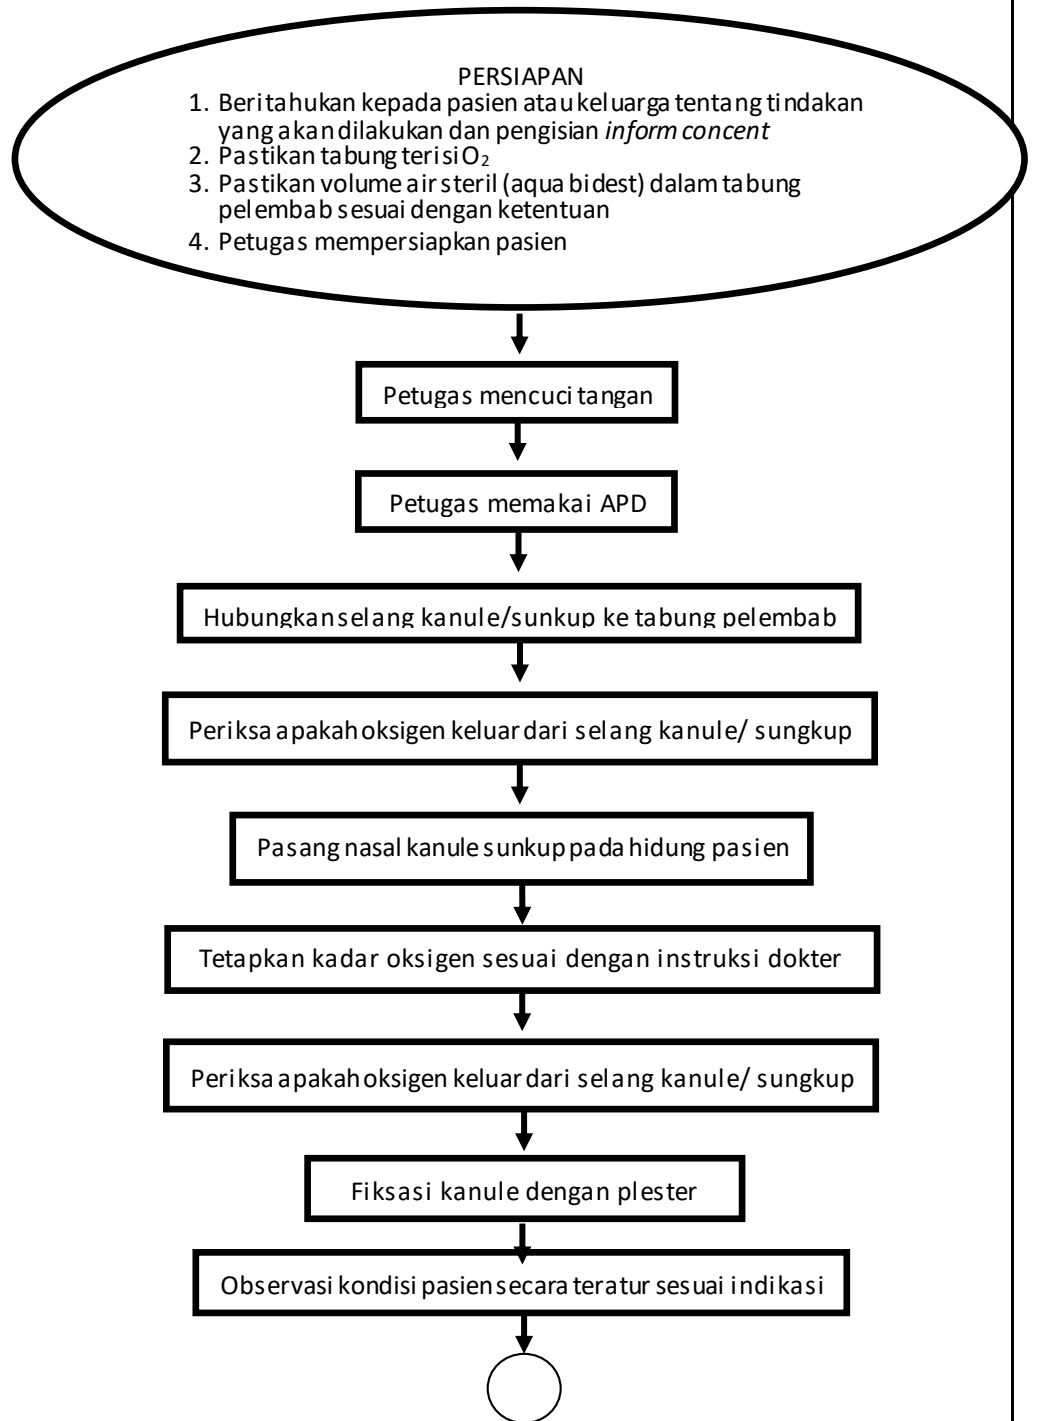 PERSIAPAN
1. Beritahukan kepada pasien atau keluarga tentang tindakan
yang akan dilakukan dan pengisian inform concent
2. Pastikan tabung terisi O₂
3. Pastikan volume air steril (aqua bidest) dalam tabung
pelembab sesuai dengan ketentuan
4. Petugas mempersiapkan pasien
Petugas mencuci tangan
Petugas memakai APD
Hubungkan selang kanule/sunkup ke tabung pelembab
Periksa apakah oksigen keluar dari selang kanule/ sungkup
Pasang nasal kanule sunkup pada hidung pasien
Tetapkan kadar oksigen sesuai dengan instruksi dokter
Periksa apakah oksigen keluar dari selang kanule/ sungkup
Fiksasi kanule dengan plester
Observasi kondisi pasien secara teratur sesuai indikasi